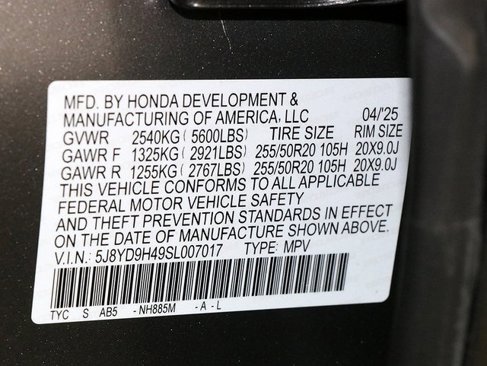 MFD. BY HONDA DEVELOPMENT &
MANUFACTURING OF AMERICA, LLC 04/'25
GVWR 2540KG ( 5600LBS) TIRE SIZE RIM SIZE
GAWR F 1325KG ( 2921LBS) 255/50R20 105H 20X9.0J
GAWR R 1255KG ( 2767LBS) 255/50R20 105H 20X9.0J
THIS VEHICLE CONFORMS TO ALL APPLICABLE
FEDERAL MOTOR VEHICLE SAFETY
AND THEFT PREVENTION STANDARDS IN EFFECT
ON THE DATE OF MANUFACTURE SHOWN ABOVE.
V.I.N.: 5J8YD9H49SL007017 TYPE: MPV
TYC S AB5 - NH885M - A - L